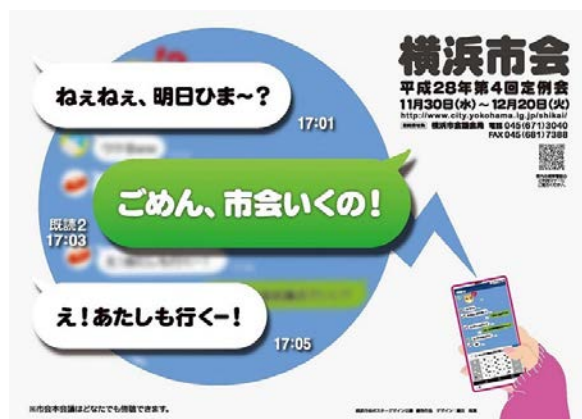 横浜市会
平成28年第4回定例会
11月30日(水)～12月20日(火)
http://www.city.yokohama.lg.jp/shikai/
横浜市会議会局 電話 045(671)3040
FAX 045(681)7388
ねぇねぇ、明日ひま～?
17:01
ごめん、市会いくの!
既読2
17:03
え!あたしも行くー!
17:05
※市会本会議はどなたでも傍聴できます。